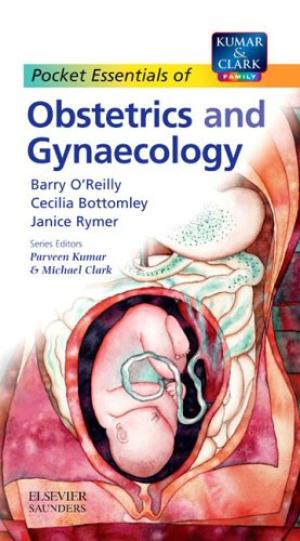 KUMAR
&
CLARK
FAMILY
Pocket Essentials of
Obstetrics and
Gynaecology
Barry O'Reilly
Cecilia Bottomley
Janice Rymer
Series Editors
Parveen Kumar
& Michael Clark
ELSEVIER
SAUNDERS